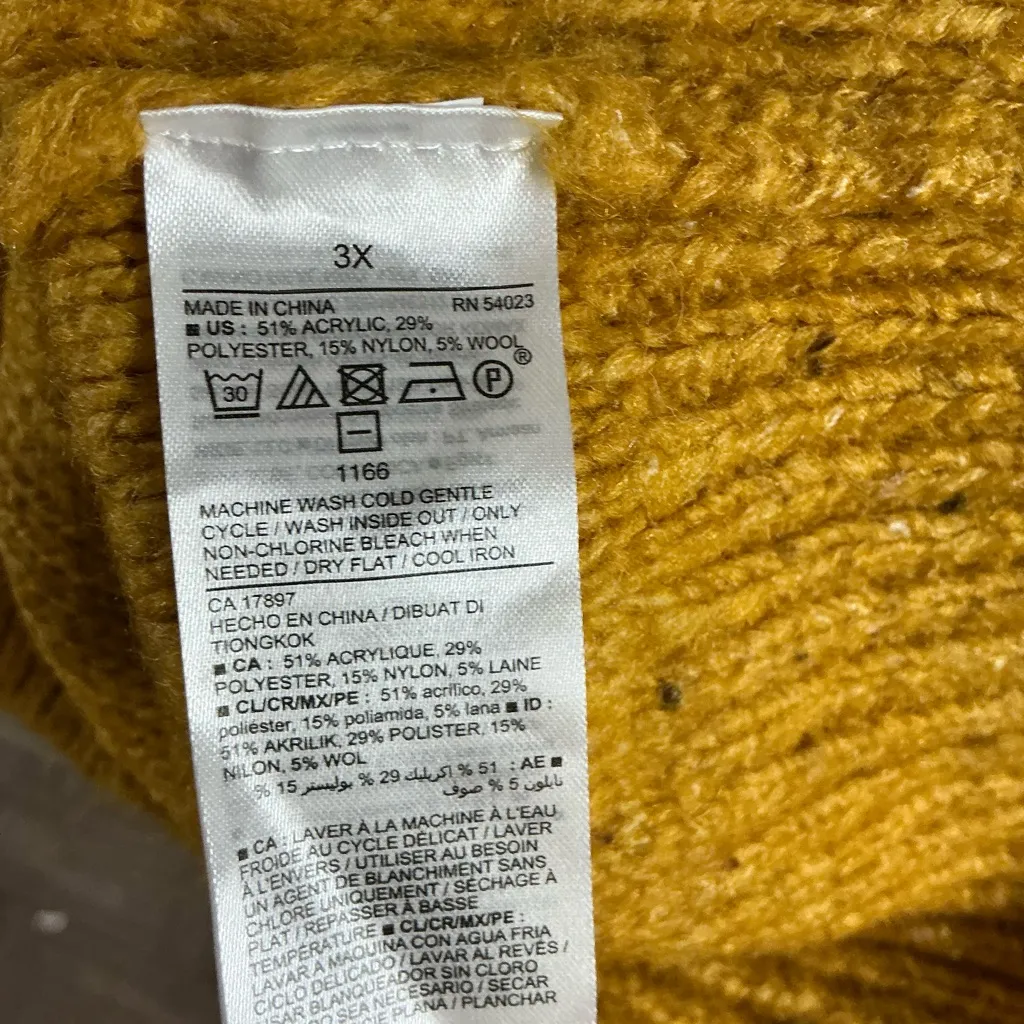 3X
MADE IN CHINA RN 54023
■ US : 51% ACRYLIC, 29%
POLYESTER, 15% NYLON, 5% WOOL
30 P ®
1166
MACHINE WASH COLD GENTLE
CYCLE / WASH INSIDE OUT / ONLY
NON-CHLORINE BLEACH WHEN
NEEDED / DRY FLAT / COOL IRON
CA 17897
HECHO EN CHINA / DIBUAT DI
TIONGKOK
■ CA : 51% ACRYLIQUE, 29%
POLYESTER, 15% NYLON, 5% LAINE
■ CL/CR/MX/PE : 51% acrílico, 29%
poliéster, 15% poliamida, 5% lana ■ ID :
51% AKRILIK, 29% POLISTER, 15%
NILON, 5% WOL
■ AE : 51 % اكريليك 29 % بوليستر 15 %
نايلون 5 % صوف
■ CA : LAVER À LA MACHINE À L'EAU
FROIDE AU CYCLE DÉLICAT / LAVER
À L'ENVERS / UTILISER AU BESOIN
UN AGENT DE BLANCHIMENT SANS
CHLORE UNIQUEMENT / SÉCHAGE À
PLAT / REPASSER À BASSE
TEMPÉRATURE ■ CL/CR/MX/PE :
LAVAR A MAQUINA CON AGUA FRIA
CICLO DELICADO / LAVAR AL REVÉS /
USAR BLANQUEADOR SIN CLORO
SEA NECESARIO / SECAR
PLANA / PLANCHAR